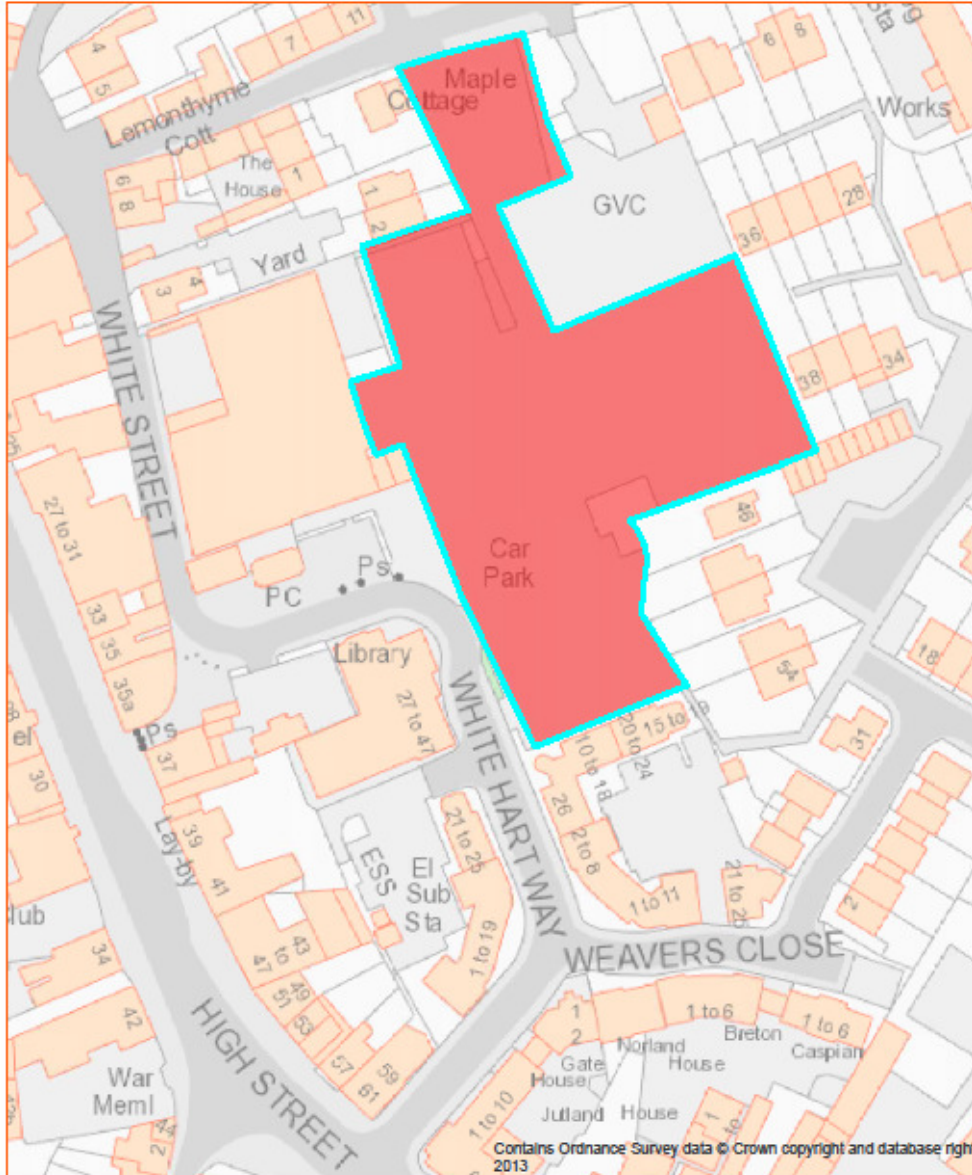 11
7
4
5
Lemonthyme
Cott
Maple
Cottage
6
8
Works
The
House
1
6
8
1
2
GVC
28
36
Yard
3
4
WHITE STREET
38
34
27 to 31
33
35
35a
Car
Park
46
PC
Ps
Library
27 to 47
54
18
Ps
37
30
el
WHITE HART WAY
10 to 18
20 to 24
15 to 19
31
26
2 to 8
39
41
Lay-by
ESS
El
Sub
Sta
21 to 25
1 to 19
1 to 11
2
34
43
to
47
49
51
53
57
59
61
WEAVERS CLOSE
42
War
Meml
HIGH STREET
1
2
Gate
House
Norland
House
1 to 6
Breton
Caspian
1 to 6
Jutland House
1 to 10
44
Contains Ordnance Survey data © Crown copyright and database righ
2013